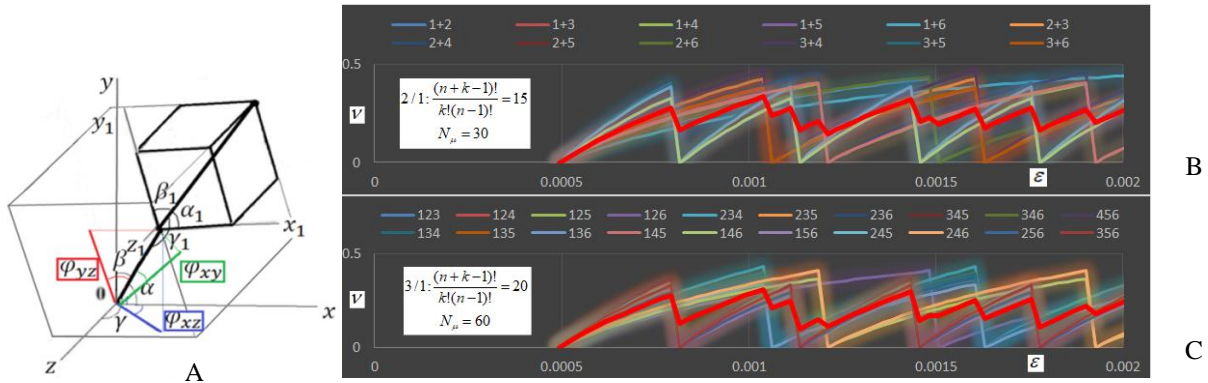 y
y₁
β₁
α₁
x₁
z₁
γ₁
φyz
β
φxy
0
α
x
γ
φxz
z
A
1+2 1+3 1+4 1+5 1+6 2+3
2+4 2+5 2+6 3+4 3+5 3+6
0.5
2/1: (n+k−1)!/k!(n−1)! = 15
Nμ = 30
ν
0
0 0.0005 0.001 0.0015 ε 0.002
B
123 124 125 126 234 235 236 345 346 456
134 135 136 145 146 156 245 246 256 356
0.5
3/1: (n+k−1)!/k!(n−1)! = 20
Nμ = 60
ν
0
0 0.0005 0.001 0.0015 ε 0.002
C